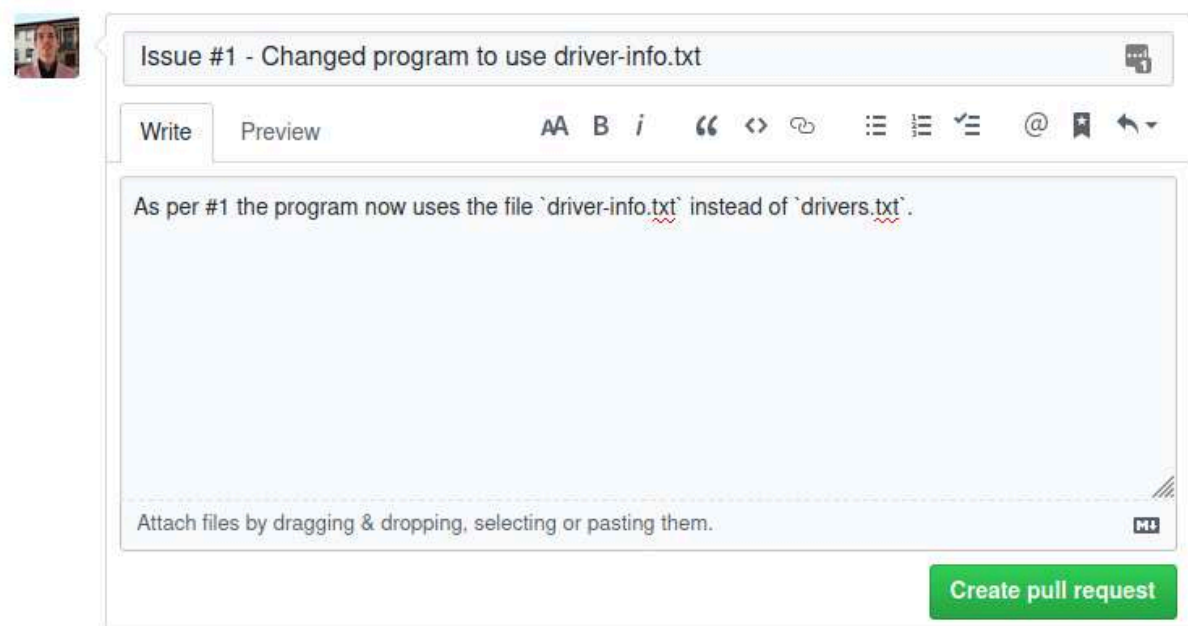 Issue #1 - Changed program to use driver-info.txt
Write Preview AA B i “ <> @
As per #1 the program now uses the file `driver-info.txt` instead of `drivers.txt`.
Attach files by dragging & dropping, selecting or pasting them.
Create pull request